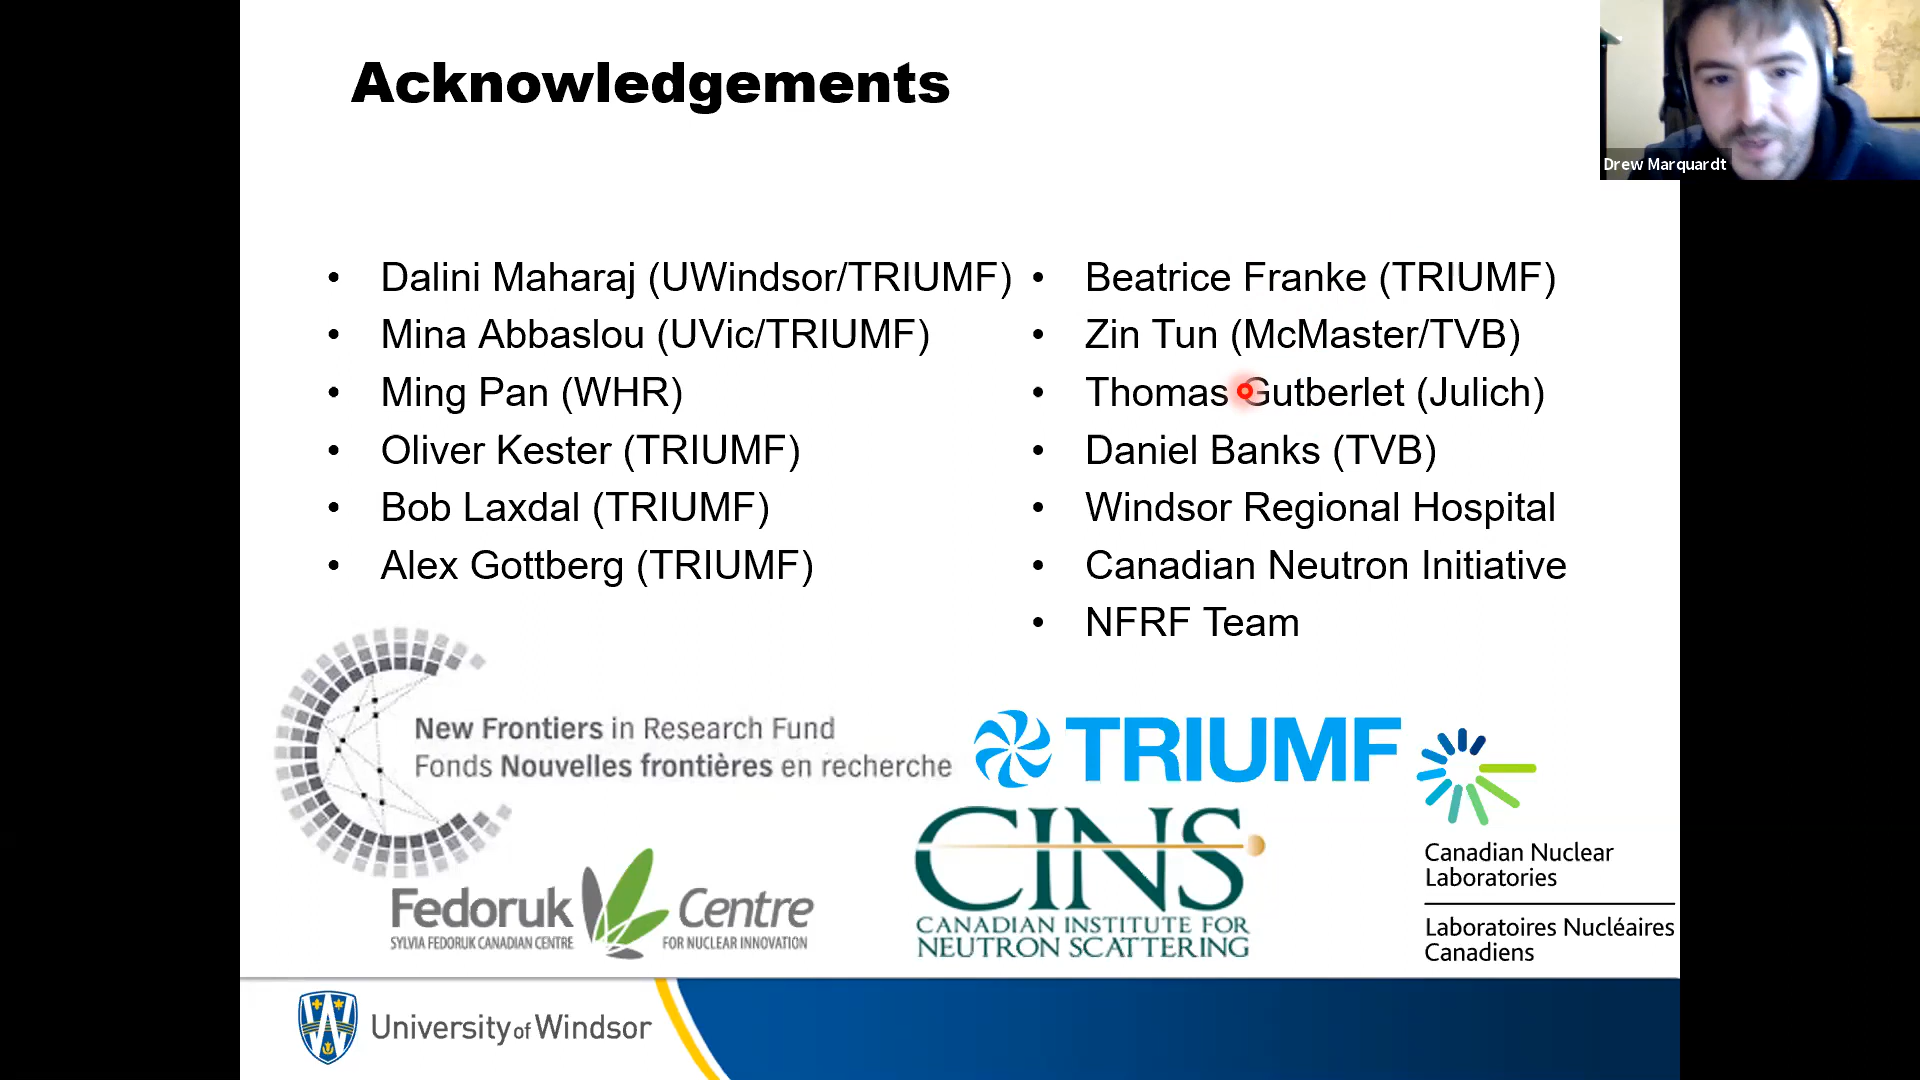 Acknowledgements
Drew Marquardt
• Dalini Maharaj (UWindsor/TRIUMF)
• Mina Abbaslou (UVic/TRIUMF)
• Ming Pan (WHR)
• Oliver Kester (TRIUMF)
• Bob Laxdal (TRIUMF)
• Alex Gottberg (TRIUMF)
• Beatrice Franke (TRIUMF)
• Zin Tun (McMaster/TVB)
• Thomas Gutberlet (Julich)
• Daniel Banks (TVB)
• Windsor Regional Hospital
• Canadian Neutron Initiative
• NFRF Team
New Frontiers in Research Fund
Fonds Nouvelles frontières en recherche
TRIUMF
Fedoruk Centre
SYLVIA FEDORUK CANADIAN CENTRE FOR NUCLEAR INNOVATION
CINS
CANADIAN INSTITUTE FOR
NEUTRON SCATTERING
Canadian Nuclear
Laboratories
Laboratoires Nucléaires
Canadiens
University of Windsor